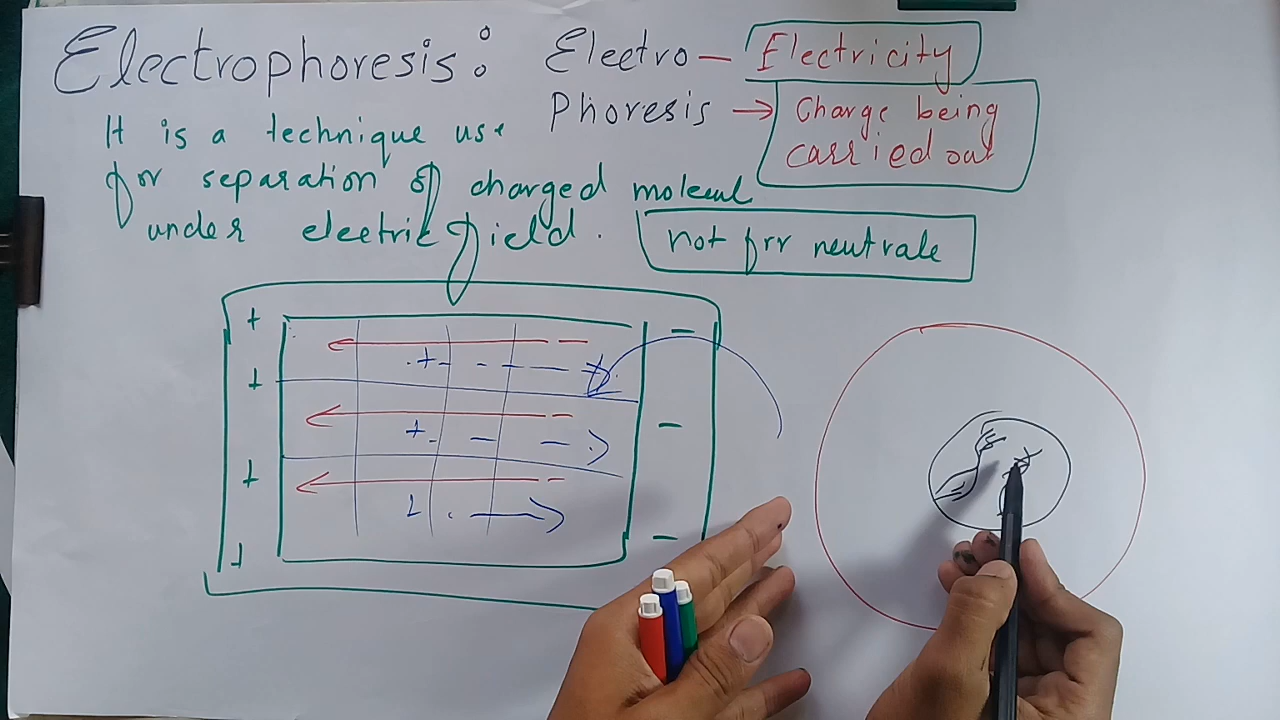 Electrophoresis:
Electro — Electricity
Phoresis → Charge being
carried out
It is a technique use
for separation of charged molecul
under electric field.
not for neutrale
+ −
+
−
+
+ −
+ - - - - +
+ - - -